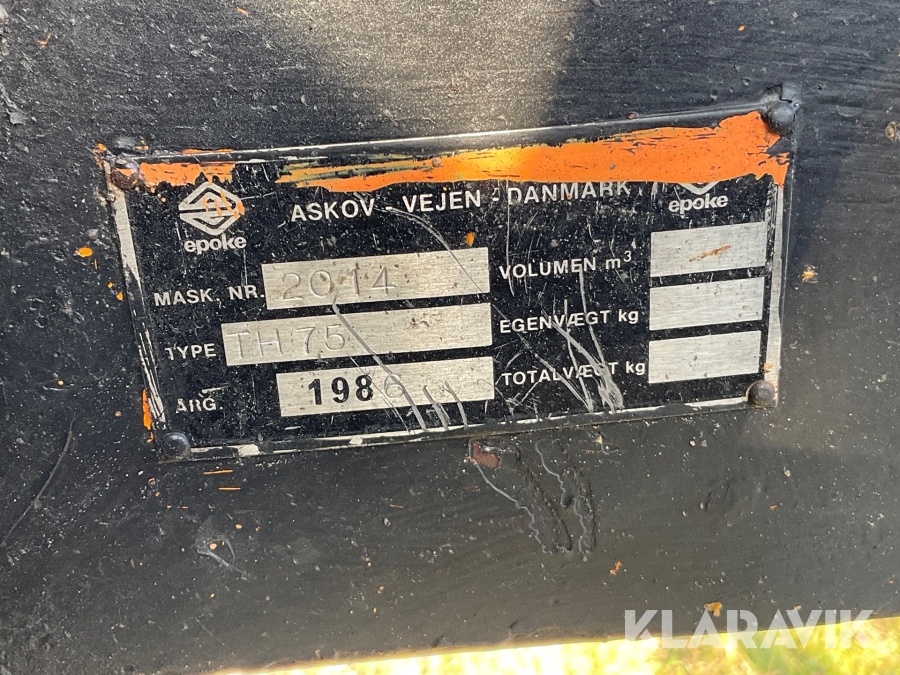 ASKOV - VEJEN - DANMARK
epoke
epoke
MASK. NR. 2014
VOLUMEN m³
TYPE TH 75
EGENVÆGT kg
ÅRG. 1986
TOTALVÆGT kg
KLARAVIK